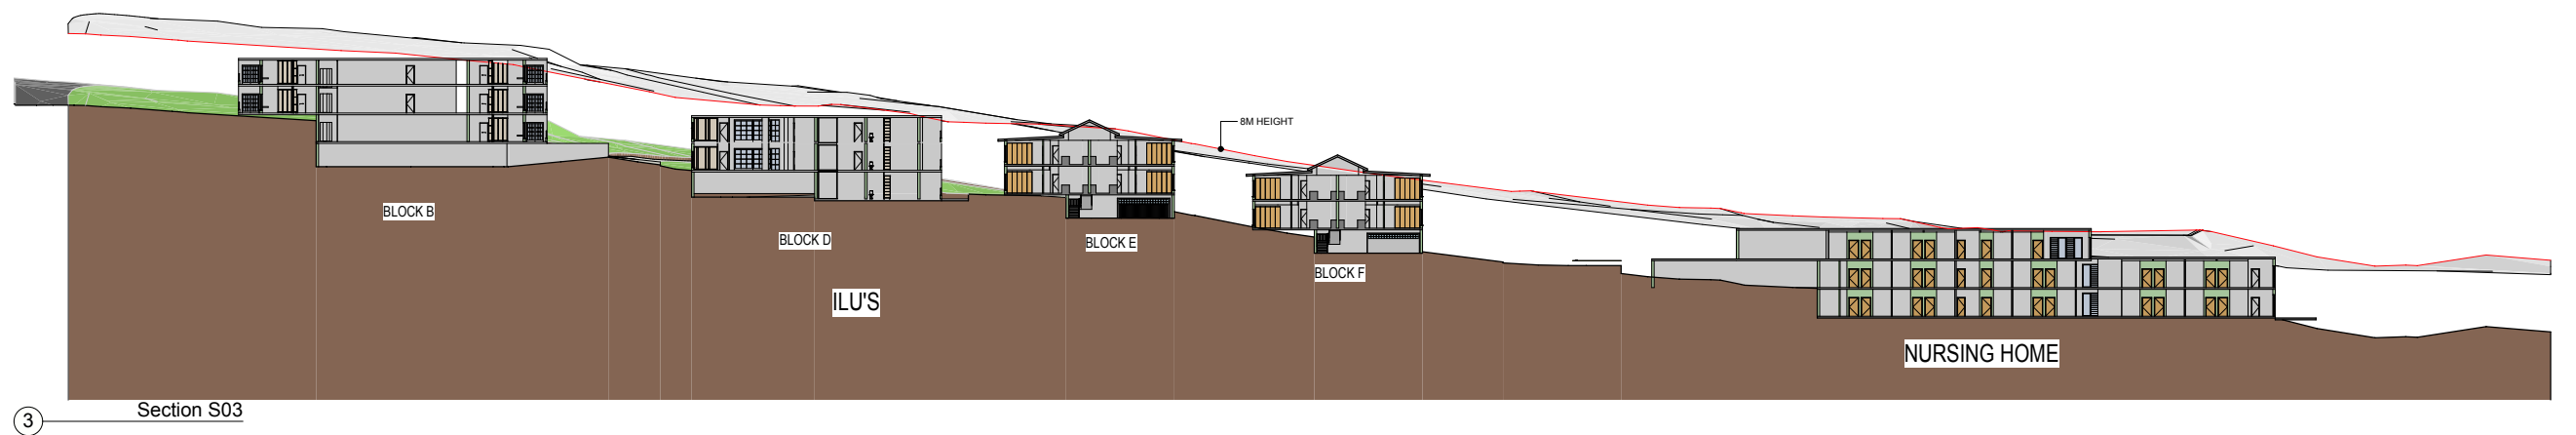 8M HEIGHT
BLOCK B
BLOCK D
BLOCK E
BLOCK F
ILU'S
NURSING HOME
3
Section S03